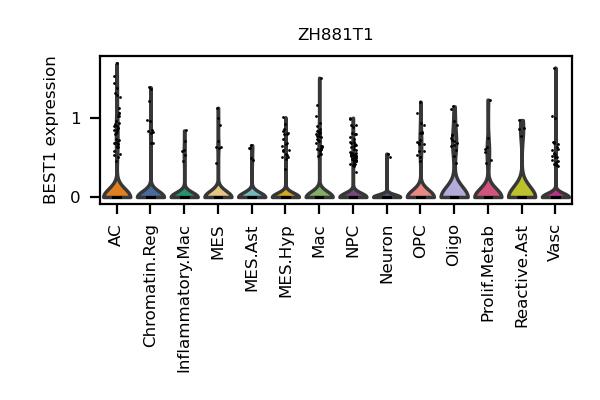 ZH881T1
BEST1 expression
1
0
AC
Chromatin.Reg
Inflammatory.Mac
MES
MES.Ast
MES.Hyp
Mac
NPC
Neuron
OPC
Oligo
Prolif.Metab
Reactive.Ast
Vasc